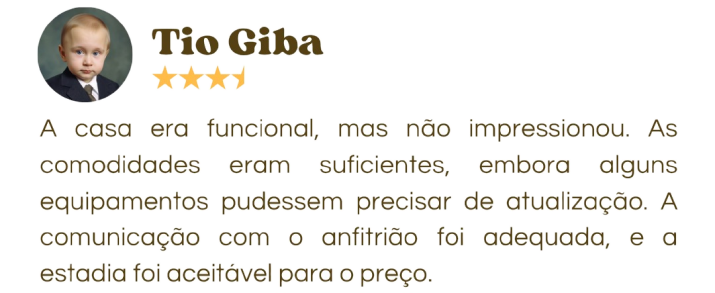 Tio Giba
A casa era funcional, mas não impressionou. As
comodidades eram suficientes, embora alguns
equipamentos pudessem precisar de atualização. A
comunicação com o anfitrião foi adequada, e a
estadia foi aceitável para o preço.